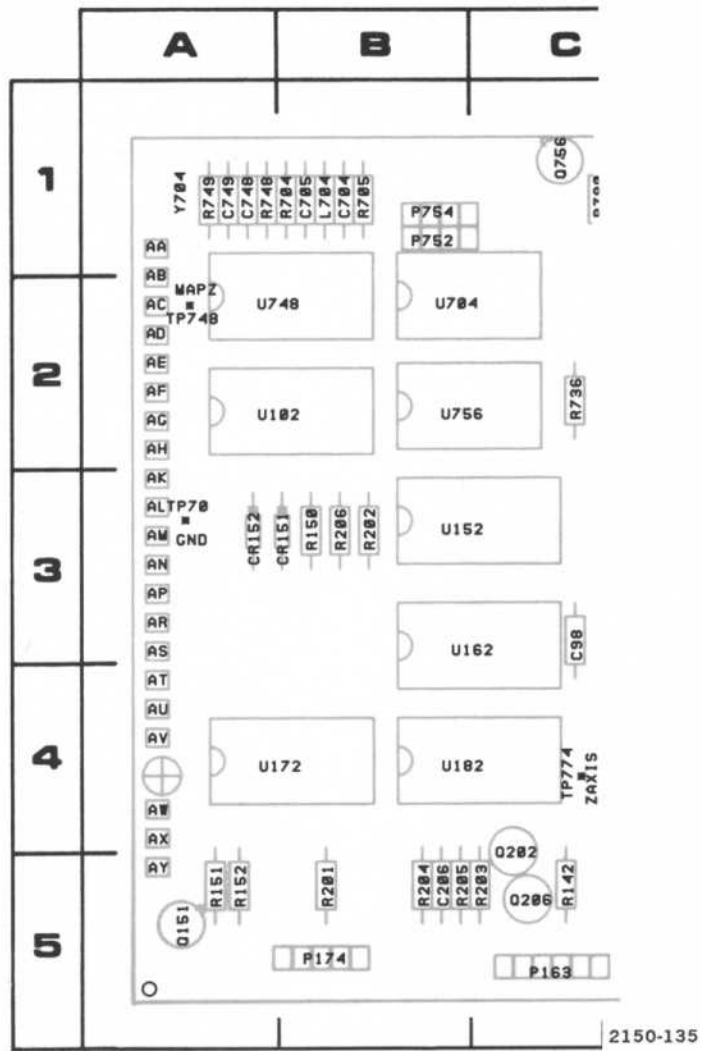 A B C
1
Y704 R749 C749 C748 R748 R704 C705 L704 C704 R705
P754
P752
Q756
AA
AB
MAPZ
AC
TP748
U748 U704
AD
2
AE
AF
AG
U102 U756 R736
AH
AK
AL TP70
AM
GND
CR152 CR151 R150 R206 R202
U152
3
AN
AP
AR
AS
U162 C98
AT
AU
AV
4
U172 U182 TP774 ZAXIS
AW
AX
AY
Q202
R151 R152 R201 R204 C206 R205 R203 Q206 R142
Q151
5
P174 P163
2150-135